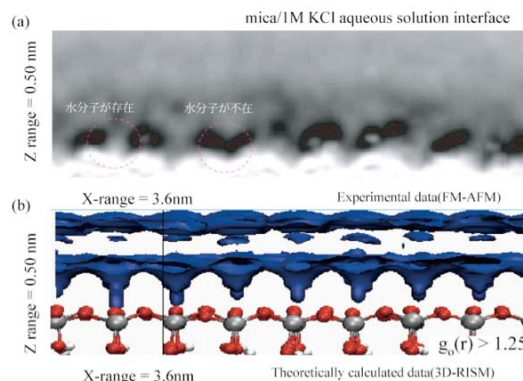 (a)
mica/1M KCl aqueous solution interface
Z range = 0.50 nm
水分子が存在
水分子が不在
X-range = 3.6nm
Experimental data(FM-AFM)
(b)
Z range = 0.50 nm
g_o(r) > 1.25
X-range = 3.6nm
Theoretically calculated data(3D-RISM)